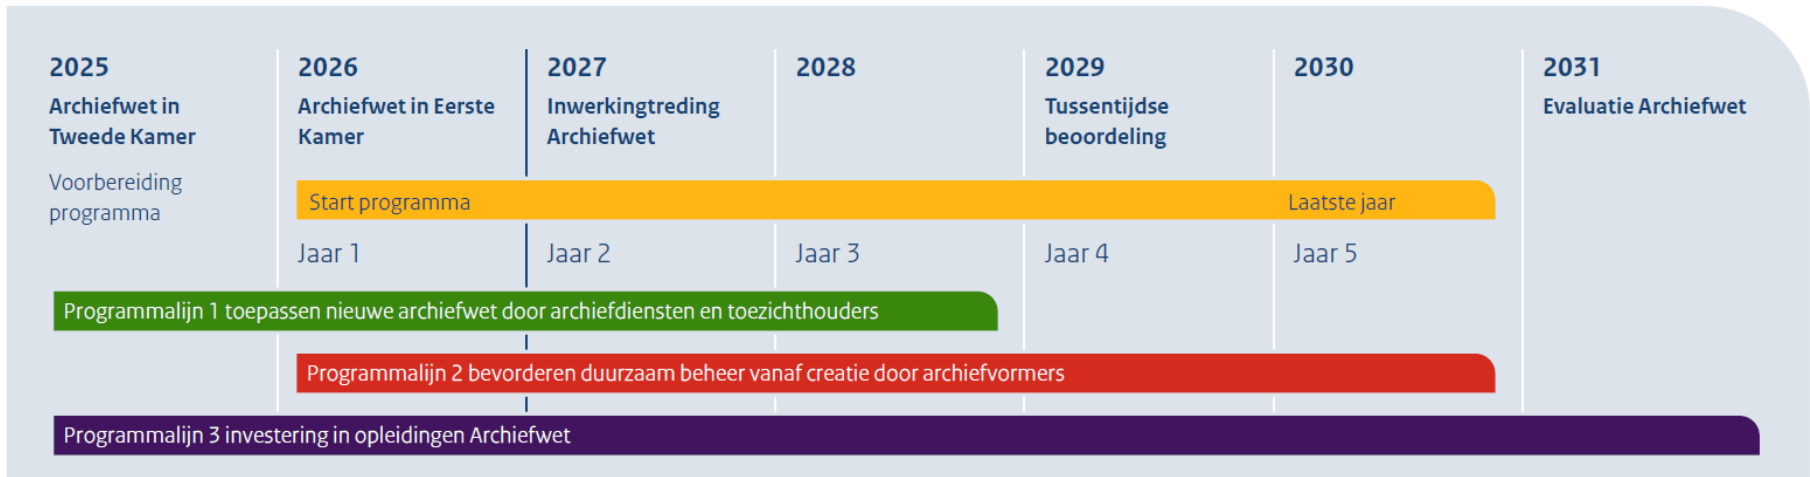 2025
Archiefwet in
Tweede Kamer
Voorbereiding
programma
2026
Archiefwet in Eerste
Kamer
2027
Inwerkingtreding
Archiefwet
2028
2029
Tussentijdse
beoordeling
2030
2031
Evaluatie Archiefwet
Start programma
Laatste jaar
Jaar 1
Jaar 2
Jaar 3
Jaar 4
Jaar 5
Programmalijn 1 toepassen nieuwe archiefwet door archiefdiensten en toezichthouders
Programmalijn 2 bevorderen duurzaam beheer vanaf creatie door archiefvormers
Programmalijn 3 investering in opleidingen Archiefwet